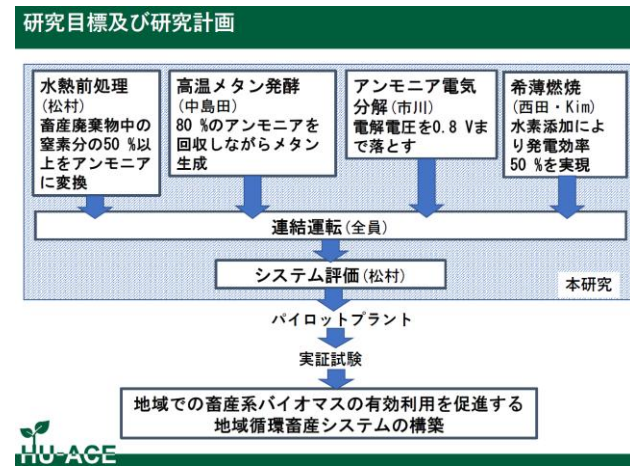 研究目標及び研究計画
水熱前処理
(松村)
畜産廃棄物中の
窒素分の50 %以
上をアンモニア
に変換
高温メタン発酵
(中島田)
80 %のアンモニアを
回収しながらメタン
生成
アンモニア電気
分解(市川)
電解電圧を0.8 Vま
で落とす
希薄燃焼
(西田・Kim)
水素添加によ
り発電効率
50 %を実現
連結運転(全員)
システム評価(松村)
本研究
パイロットプラント
実証試験
地域での畜産系バイオマスの有効利用を促進する
地域循環畜産システムの構築
HU-ACE